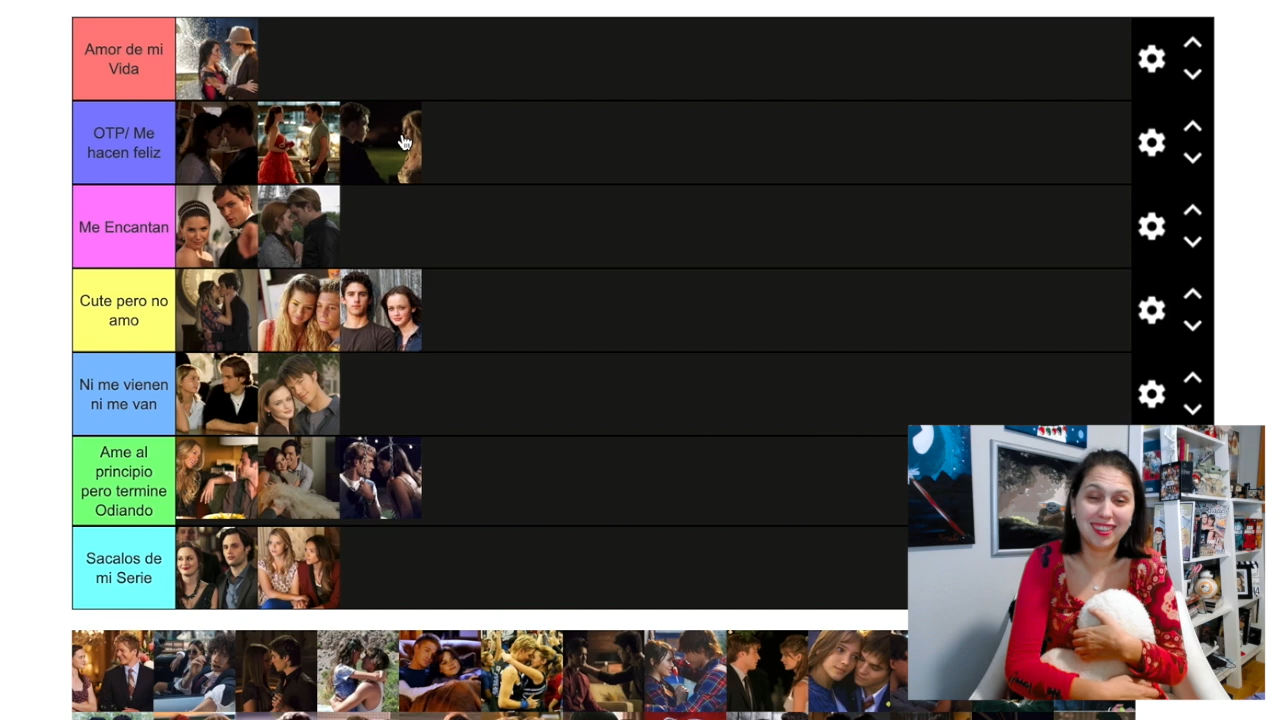 Amor de mi
Vida
OTP/ Me
hacen feliz
Me Encantan
Cute pero no
amo
Ni me vienen
ni me van
Ame al
principio
pero termine
Odiando
Sacalos de
mi Serie